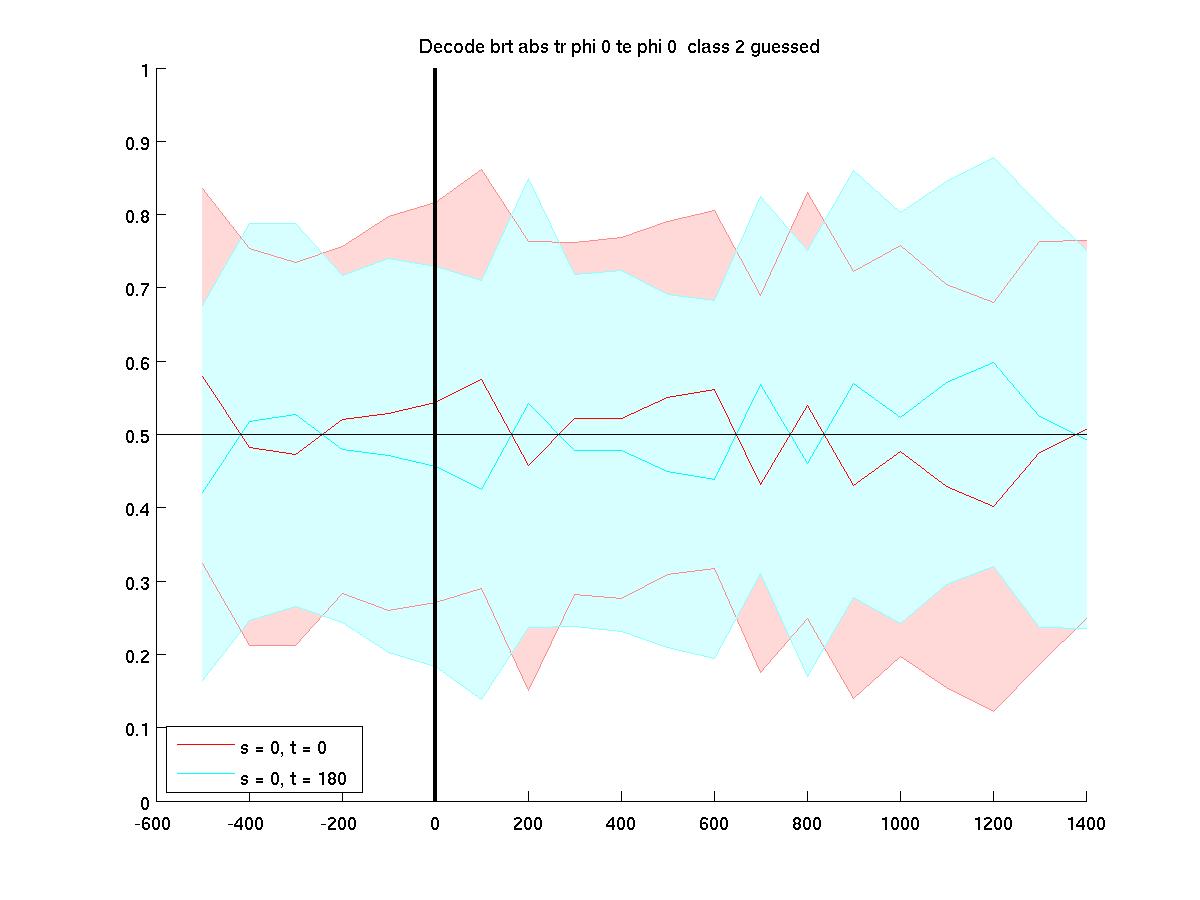 Decode brt abs tr phi 0 te phi 0  class 2 guessed
1
0.9
0.8
0.7
0.6
0.5
0.4
0.3
0.2
0.1
0
s = 0, t = 0
s = 0, t = 180
-600 -400 -200 0 200 400 600 800 1000 1200 1400